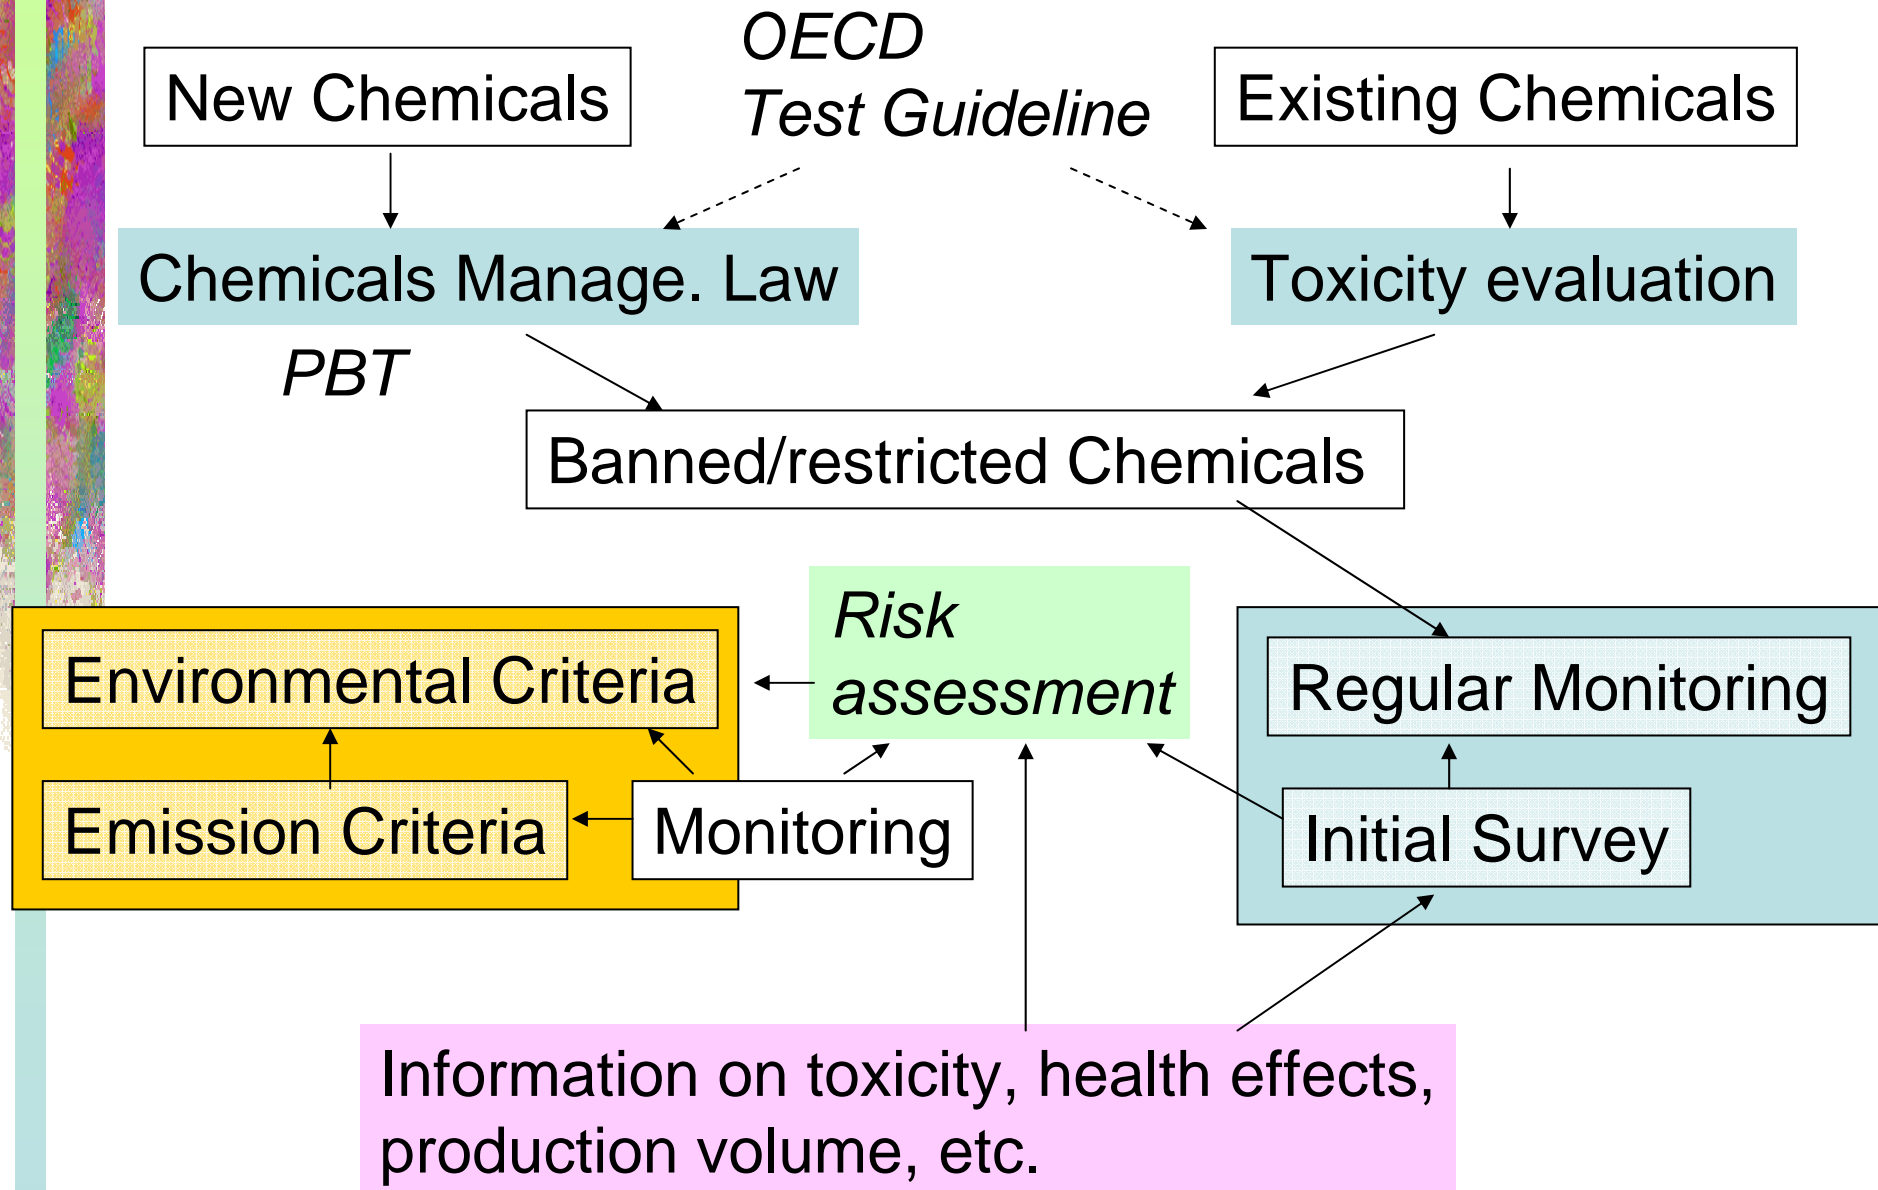 OECD
Test Guideline
New Chemicals
Existing Chemicals
Chemicals Manage. Law
Toxicity evaluation
PBT
Banned/restricted Chemicals
Risk
assessment
Environmental Criteria
Regular Monitoring
Emission Criteria
Monitoring
Initial Survey
Information on toxicity, health effects,
production volume, etc.